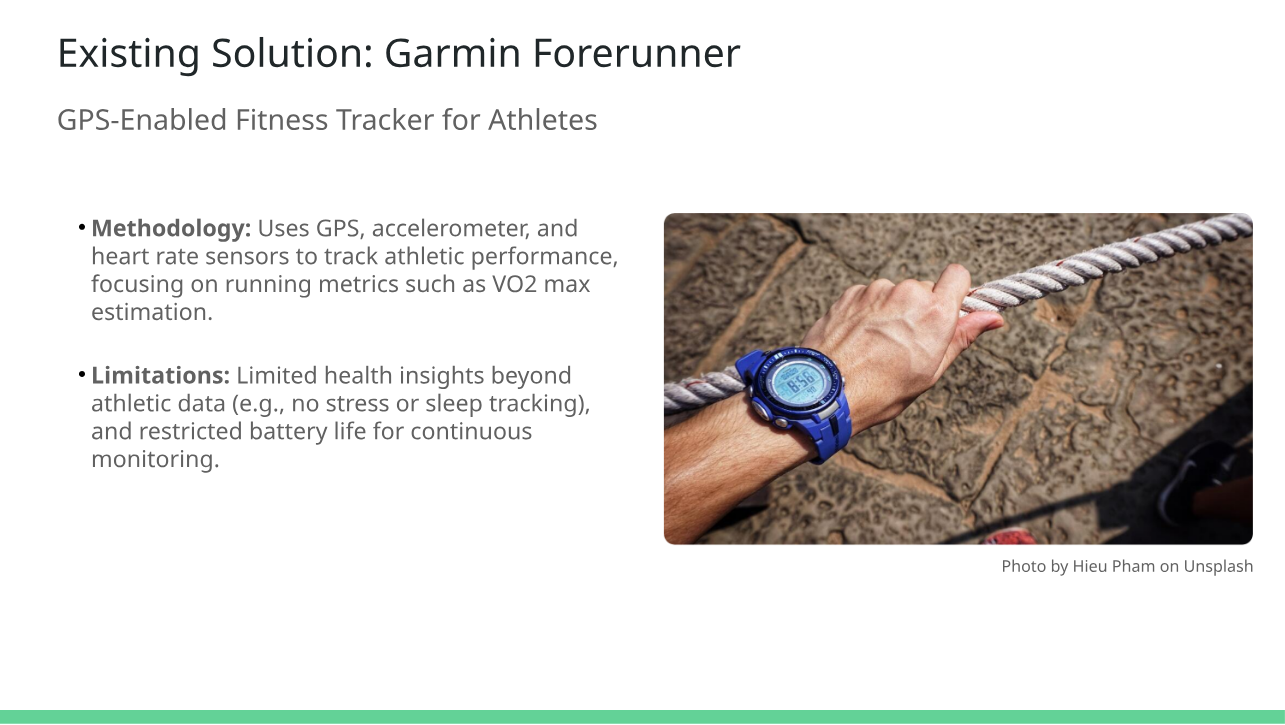 Existing Solution: Garmin Forerunner
GPS-Enabled Fitness Tracker for Athletes
• Methodology: Uses GPS, accelerometer, and
heart rate sensors to track athletic performance,
focusing on running metrics such as VO2 max
estimation.
• Limitations: Limited health insights beyond
athletic data (e.g., no stress or sleep tracking),
and restricted battery life for continuous
monitoring.
8:56
Photo by Hieu Pham on Unsplash